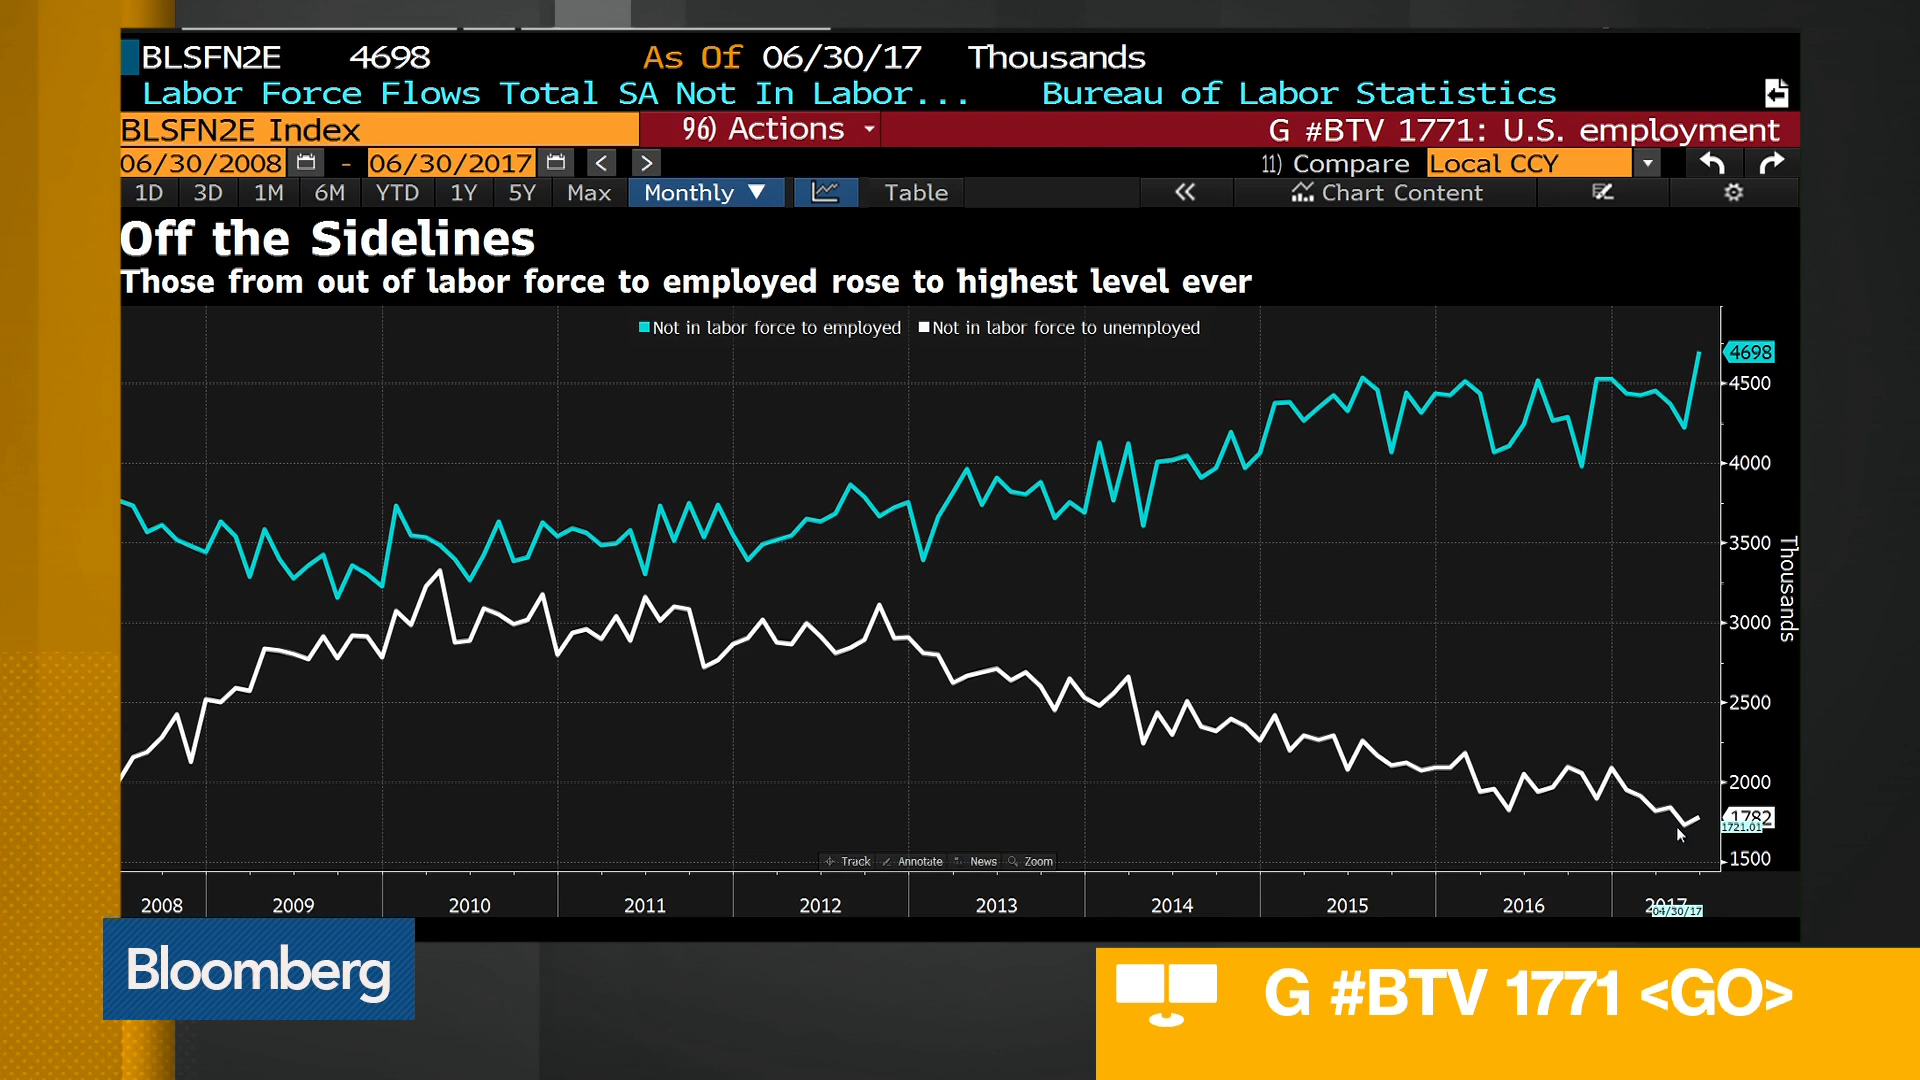 BLSFN2E 4698 As Of 06/30/17 Thousands
Labor Force Flows Total SA Not In Labor... Bureau of Labor Statistics
BLSFN2E Index 96) Actions G #BTV 1771: U.S. employment
06/30/2008 - 06/30/2017 < > 11) Compare Local CCY
1D 3D 1M 6M YTD 1Y 5Y Max Monthly ▼ Table « Chart Content
Off the Sidelines
Those from out of labor force to employed rose to highest level ever
Not in labor force to employed Not in labor force to unemployed
4698
4500
4000
3500
3000
2500
2000
1782
1721.01
1500
Thousands
Track Annotate News Zoom
2008 2009 2010 2011 2012 2013 2014 2015 2016 2017
04/30/17
Bloomberg
G #BTV 1771 <GO>